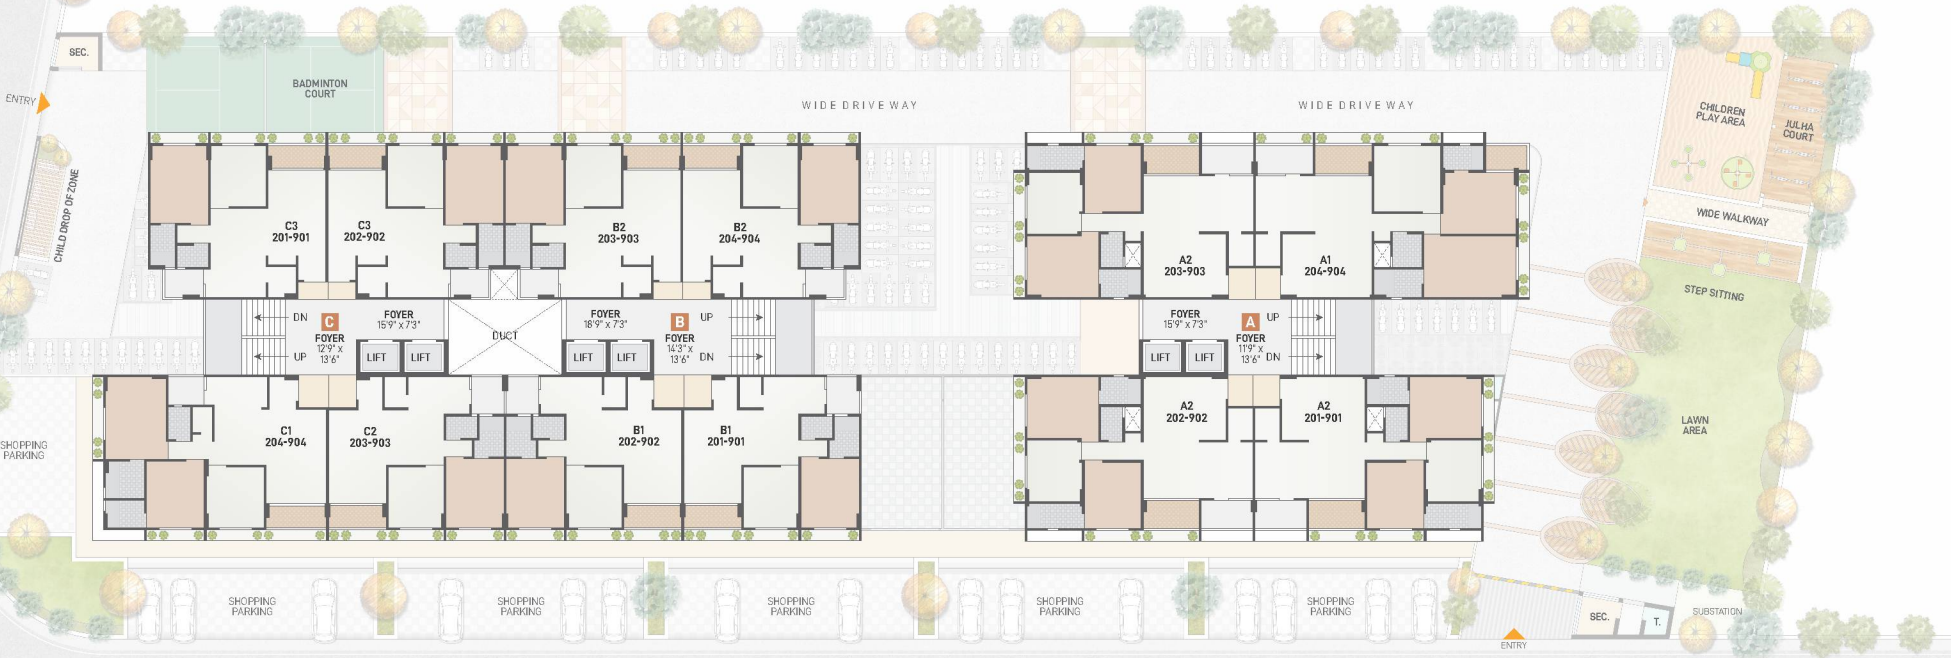 SEC.
BADMINTON
COURT
ENTRY
WIDE DRIVE WAY
WIDE DRIVE WAY
CHILDREN
PLAY AREA
JULHA
COURT
CHILD DROP OF ZONE
WIDE WALKWAY
STEP SITTING
C3
201-901
C3
202-902
B2
203-903
B2
204-904
A2
203-903
A1
204-904
DN
UP
C
FOYER
12'9" x
13'6"
FOYER
15'9" x 7'3"
LIFT
LIFT
DUCT
FOYER
18'9" x 7'3"
LIFT
LIFT
B
FOYER
14'3" x
13'6"
UP
DN
FOYER
15'9" x 7'3"
LIFT
LIFT
A
FOYER
11'9" x
13'6"
UP
DN
C1
204-904
C2
203-903
B1
202-902
B1
201-901
A2
202-902
A2
201-901
LAWN
AREA
SHOPPING
PARKING
SHOPPING
PARKING
SHOPPING
PARKING
SHOPPING
PARKING
SHOPPING
PARKING
SHOPPING
PARKING
SEC.
T.
SUBSTATION
ENTRY